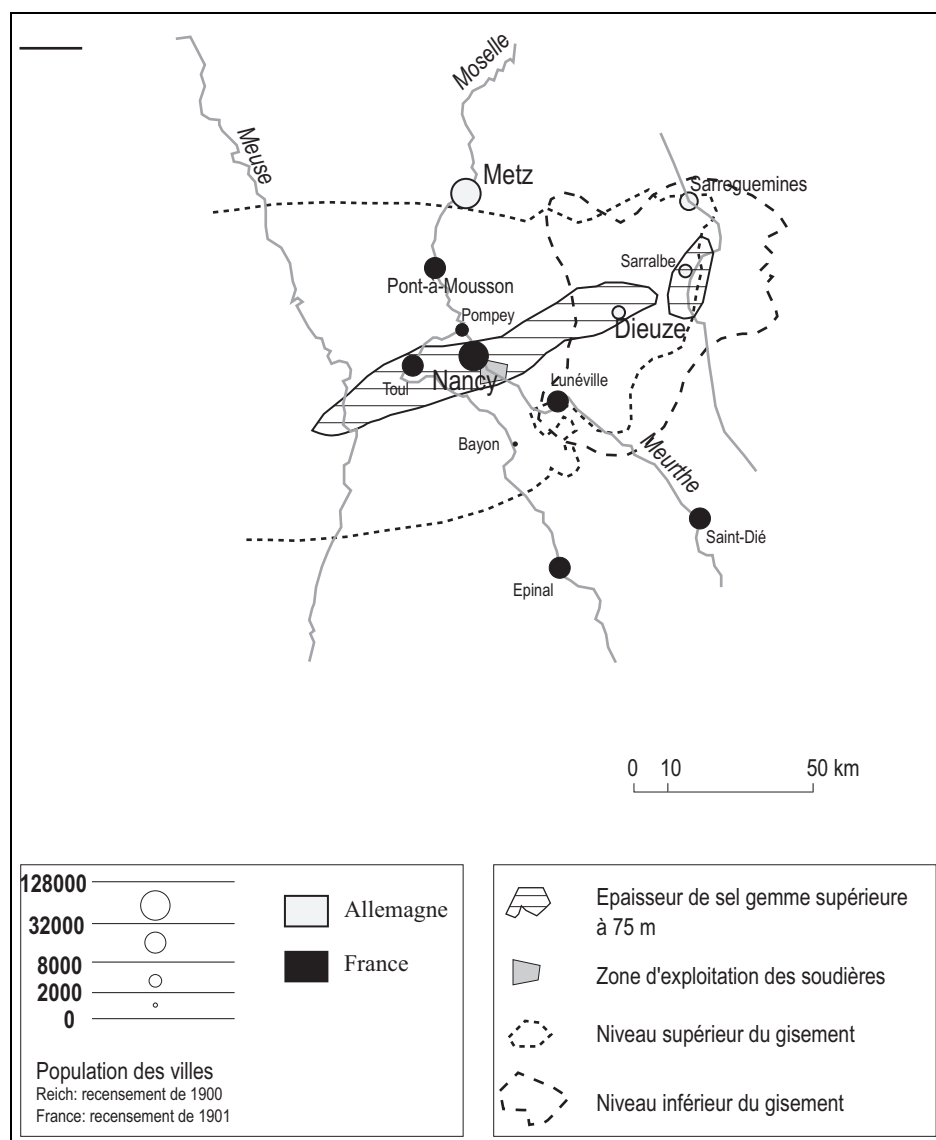 Moselle
Meuse
Metz
Sarreguemines
Sarralbe
Pont-à-Mousson
Pompey
Dieuze
Nancy
Toul
Lunéville
Bayon
Meurthe
Saint-Dié
Epinal
0 10 50 km
128000
32000
8000
2000
0
Allemagne
France
Population des villes
Reich: recensement de 1900
France: recensement de 1901
Epaisseur de sel gemme supérieure
à 75 m
Zone d'exploitation des soudières
Niveau supérieur du gisement
Niveau inférieur du gisement